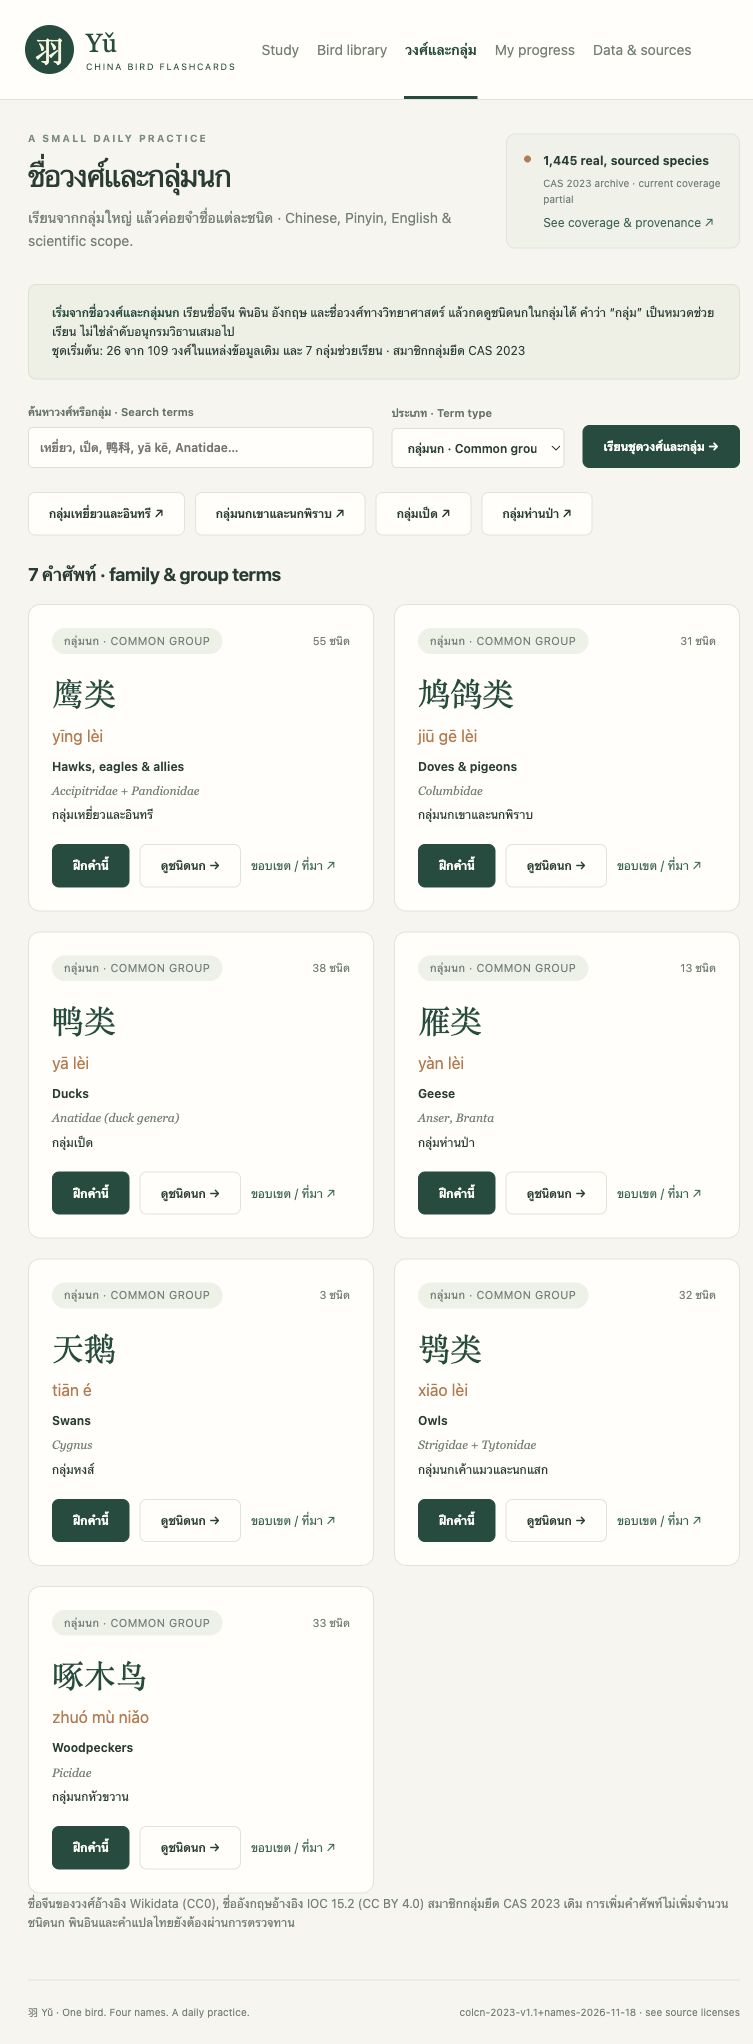 羽 Yǔ
CHINA BIRD FLASHCARDS
Study Bird library วงศ์และกลุ่ม My progress Data & sources
A SMALL DAILY PRACTICE
ชื่อวงศ์และกลุ่มนก
เรียนจากกลุ่มใหญ่ แล้วค่อยจำชื่อแต่ละชนิด · Chinese, Pinyin, English &
scientific scope.
1,445 real, sourced species
CAS 2023 archive · current coverage
partial
See coverage & provenance ↗
เริ่มจากชื่อวงศ์และกลุ่มนก เรียนชื่อจีน พินอิน อังกฤษ และชื่อวงศ์ทางวิทยาศาสตร์ แล้วกดดูชนิดนกในกลุ่มได้ คำว่า “กลุ่ม” เป็นหมวดช่วย
เรียน ไม่ใช่ลำดับอนุกรมวิธานเสมอไป
ชุดเริ่มต้น: 26 จาก 109 วงศ์ในแหล่งข้อมูลเดิม และ 7 กลุ่มช่วยเรียน · สมาชิกกลุ่มยึด CAS 2023
ค้นหาวงศ์หรือกลุ่ม · Search terms
เหยี่ยว, เป็ด, 鸭科, yā kē, Anatidae…
ประเภท · Term type
กลุ่มนก · Common grou
เรียนชุดวงศ์และกลุ่ม →
กลุ่มเหยี่ยวและอินทรี ↗ กลุ่มนกเขาและนกพิราบ ↗ กลุ่มเป็ด ↗ กลุ่มห่านป่า ↗
7 คำศัพท์ · family & group terms
กลุ่มนก · COMMON GROUP 55 ชนิด
鹰类
yīng lèi
Hawks, eagles & allies
Accipitridae + Pandionidae
กลุ่มเหยี่ยวและอินทรี
ฝึกคำนี้ ดูชนิดนก → ขอบเขต / ที่มา ↗
กลุ่มนก · COMMON GROUP 31 ชนิด
鸠鸽类
jiū gē lèi
Doves & pigeons
Columbidae
กลุ่มนกเขาและนกพิราบ
ฝึกคำนี้ ดูชนิดนก → ขอบเขต / ที่มา ↗
กลุ่มนก · COMMON GROUP 38 ชนิด
鸭类
yā lèi
Ducks
Anatidae (duck genera)
กลุ่มเป็ด
ฝึกคำนี้ ดูชนิดนก → ขอบเขต / ที่มา ↗
กลุ่มนก · COMMON GROUP 13 ชนิด
雁类
yàn lèi
Geese
Anser, Branta
กลุ่มห่านป่า
ฝึกคำนี้ ดูชนิดนก → ขอบเขต / ที่มา ↗
กลุ่มนก · COMMON GROUP 3 ชนิด
天鹅
tiān é
Swans
Cygnus
กลุ่มหงส์
ฝึกคำนี้ ดูชนิดนก → ขอบเขต / ที่มา ↗
กลุ่มนก · COMMON GROUP 32 ชนิด
鸮类
xiāo lèi
Owls
Strigidae + Tytonidae
กลุ่มนกเค้าแมวและนกแสก
ฝึกคำนี้ ดูชนิดนก → ขอบเขต / ที่มา ↗
กลุ่มนก · COMMON GROUP 33 ชนิด
啄木鸟
zhuó mù niǎo
Woodpeckers
Picidae
กลุ่มนกหัวขวาน
ฝึกคำนี้ ดูชนิดนก → ขอบเขต / ที่มา ↗
ชื่อจีนของวงศ์อ้างอิง Wikidata (CC0), ชื่ออังกฤษอ้างอิง IOC 15.2 (CC BY 4.0) สมาชิกกลุ่มยึด CAS 2023 เดิม การเพิ่มคำศัพท์ไม่เพิ่มจำนวน
ชนิดนก พินอินและคำแปลไทยยังต้องผ่านการตรวจทาน
羽 Yǔ · One bird. Four names. A daily practice.
colcn-2023-v1.1+names-2026-11-18 · see source licenses